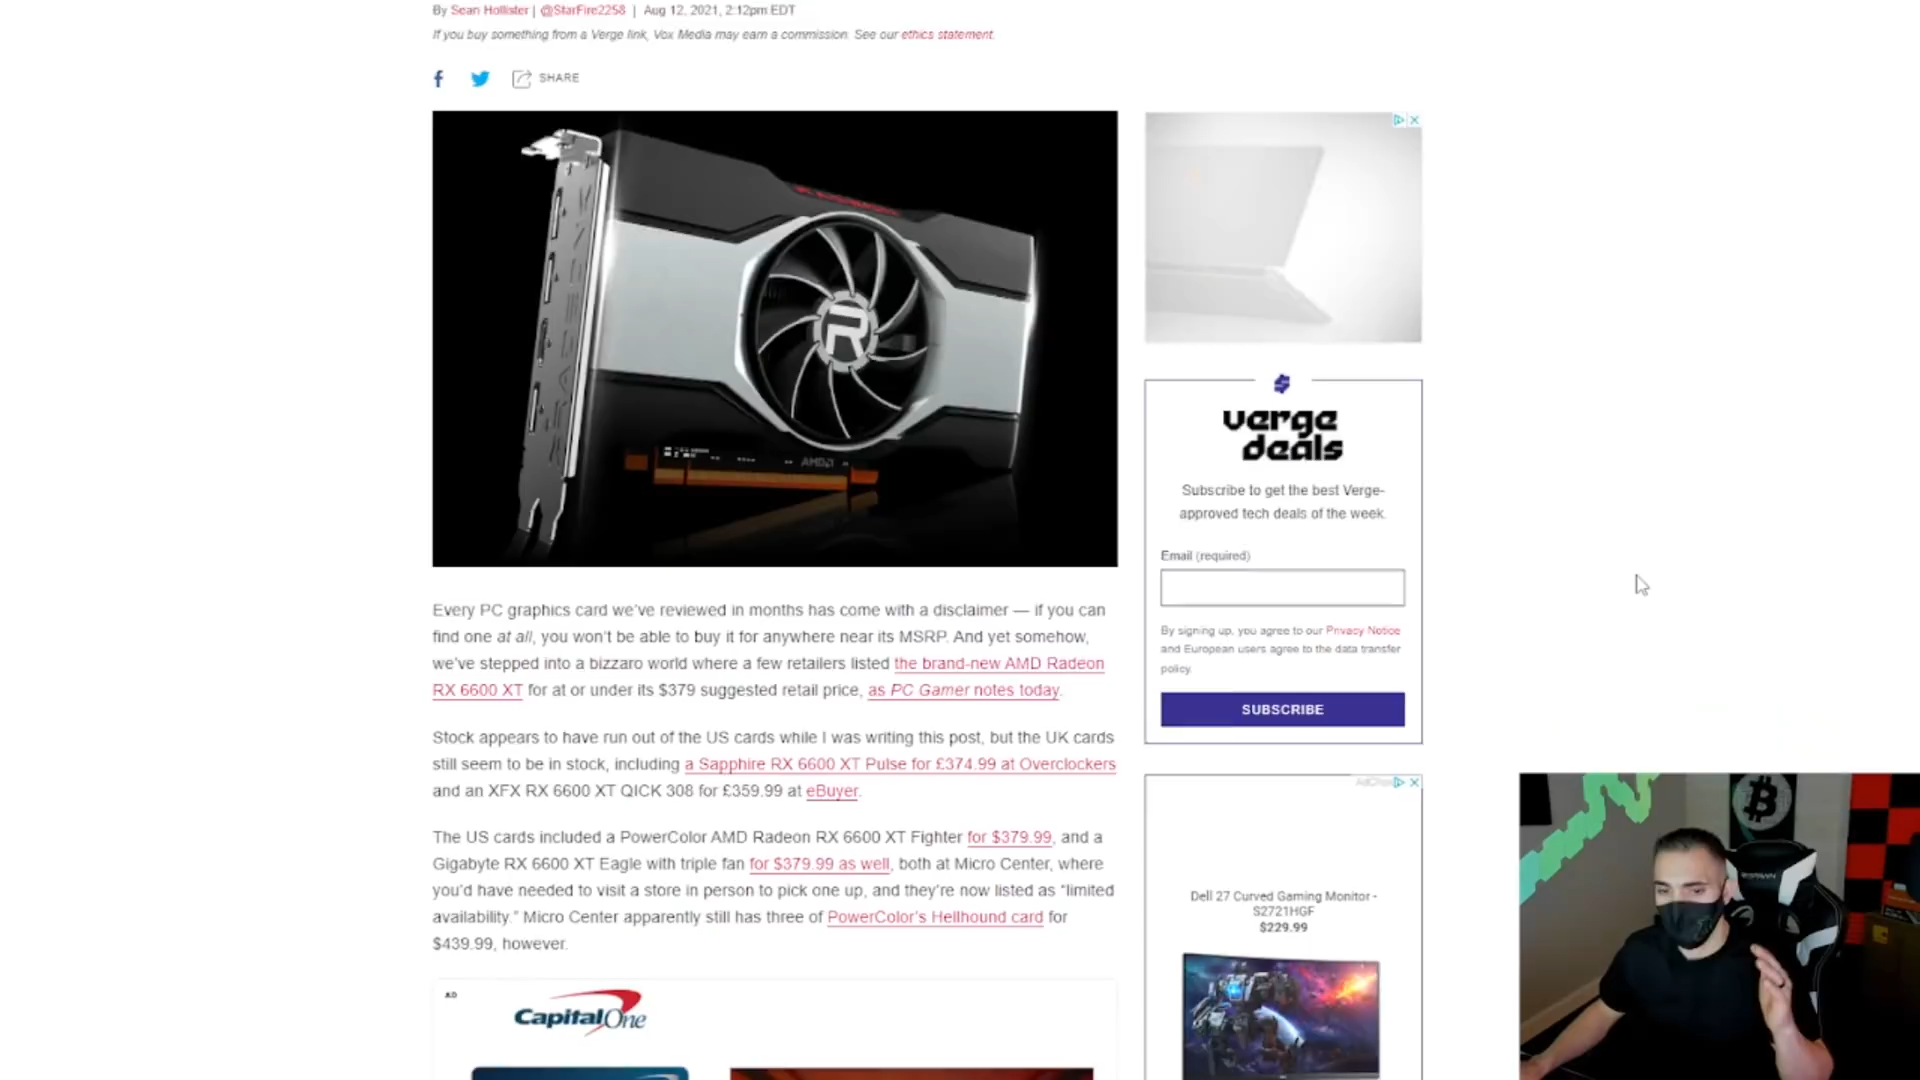 By Sean Hollister | @StarFire2258 | Aug 12, 2021, 2:12pm EDT
If you buy something from a Verge link, Vox Media may earn a commission. See our ethics statement.
SHARE
R
AMD
Every PC graphics card we've reviewed in months has come with a disclaimer — if you can
find one at all, you won't be able to buy it for anywhere near its MSRP. And yet somehow,
we've stepped into a bizzaro world where a few retailers listed the brand-new AMD Radeon
RX 6600 XT for at or under its $379 suggested retail price, as PC Gamer notes today.
Stock appears to have run out of the US cards while I was writing this post, but the UK cards
still seem to be in stock, including a Sapphire RX 6600 XT Pulse for £374.99 at Overclockers
and an XFX RX 6600 XT QICK 308 for £359.99 at eBuyer.
The US cards included a PowerColor AMD Radeon RX 6600 XT Fighter for $379.99, and a
Gigabyte RX 6600 XT Eagle with triple fan for $379.99 as well, both at Micro Center, where
you'd have needed to visit a store in person to pick one up, and they're now listed as "limited
availability." Micro Center apparently still has three of PowerColor's Hellhound card for
$439.99, however.
AD
CapitalOne
verge
deals
Subscribe to get the best Verge-
approved tech deals of the week.
Email (required)
By signing up, you agree to our Privacy Notice
and European users agree to the data transfer
policy.
SUBSCRIBE
Dell 27 Curved Gaming Monitor -
S2721HGF
$229.99
RESPAWN